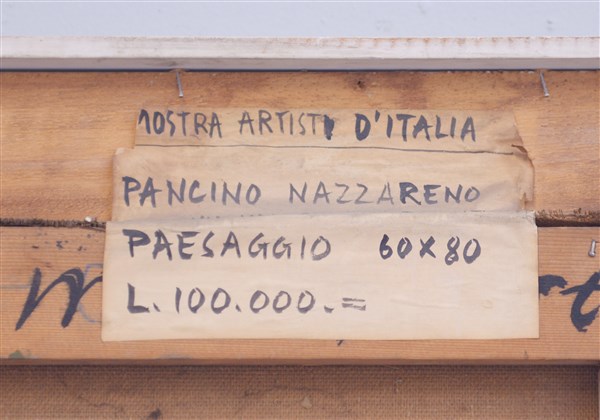 MOSTRA ARTISTI D'ITALIA
PANCINO NAZZARENO
PAESAGGIO 60X80
L. 100.000.=